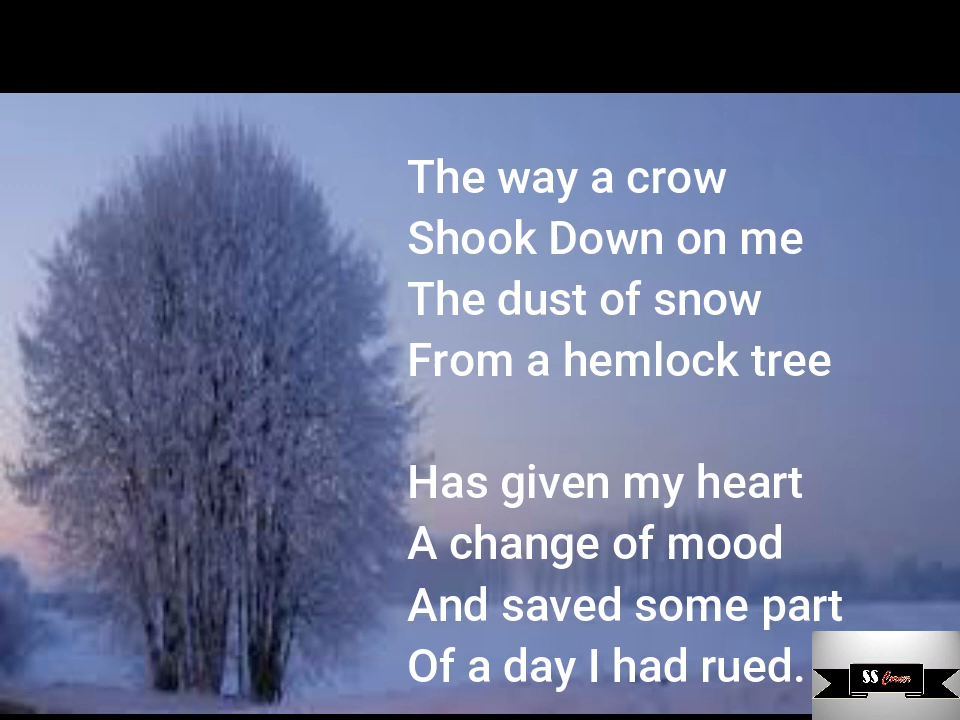 The way a crow
Shook Down on me
The dust of snow
From a hemlock tree
Has given my heart
A change of mood
And saved some part
Of a day I had rued.
SS Corner